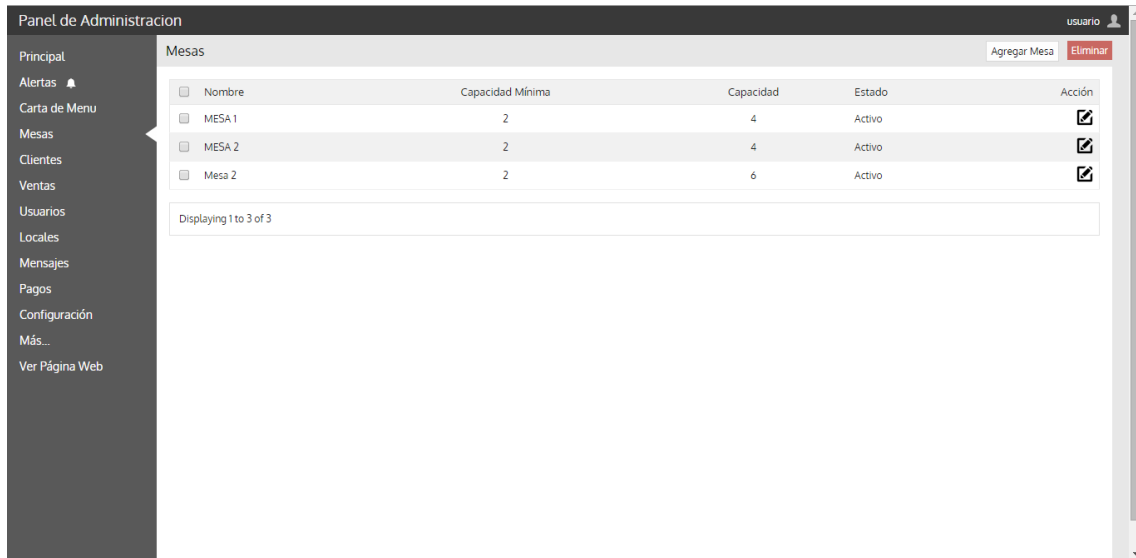 Panel de Administracion
usuario
Principal
Alertas
Carta de Menu
Mesas
Clientes
Ventas
Usuarios
Locales
Mensajes
Pagos
Configuración
Más...
Ver Página Web
Mesas
Agregar Mesa Eliminar
Nombre Capacidad Mínima Capacidad Estado Acción
MESA 1 2 4 Activo
MESA 2 2 4 Activo
Mesa 2 2 6 Activo
Displaying 1 to 3 of 3